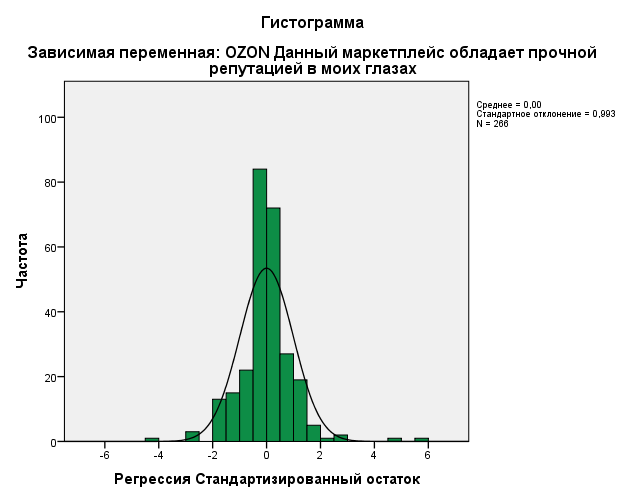 Гистограмма
Зависимая переменная: OZON Данный маркетплейс обладает прочной
репутацией в моих глазах
Среднее = 0,00
Стандартное отклонение = 0,993
N = 266
100
80
60
40
20
0
Частота
-6 -4 -2 0 2 4 6
Регрессия Стандартизированный остаток